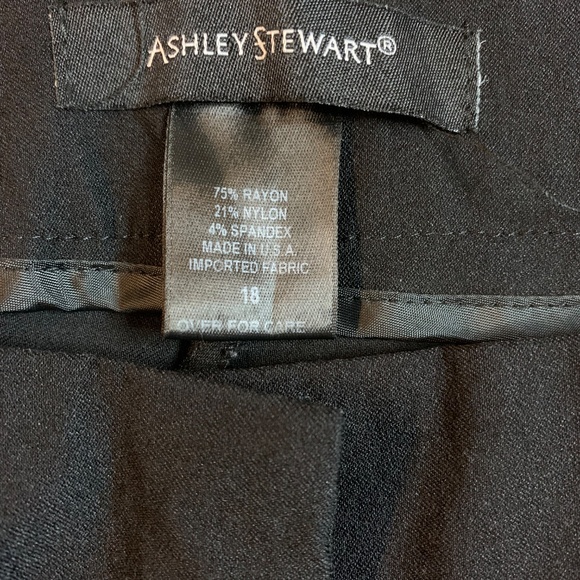 ASHLEY STEWART®
75% RAYON
21% NYLON
4% SPANDEX
MADE IN U.S.A
IMPORTED FABRIC
18
OVER FOR CARE